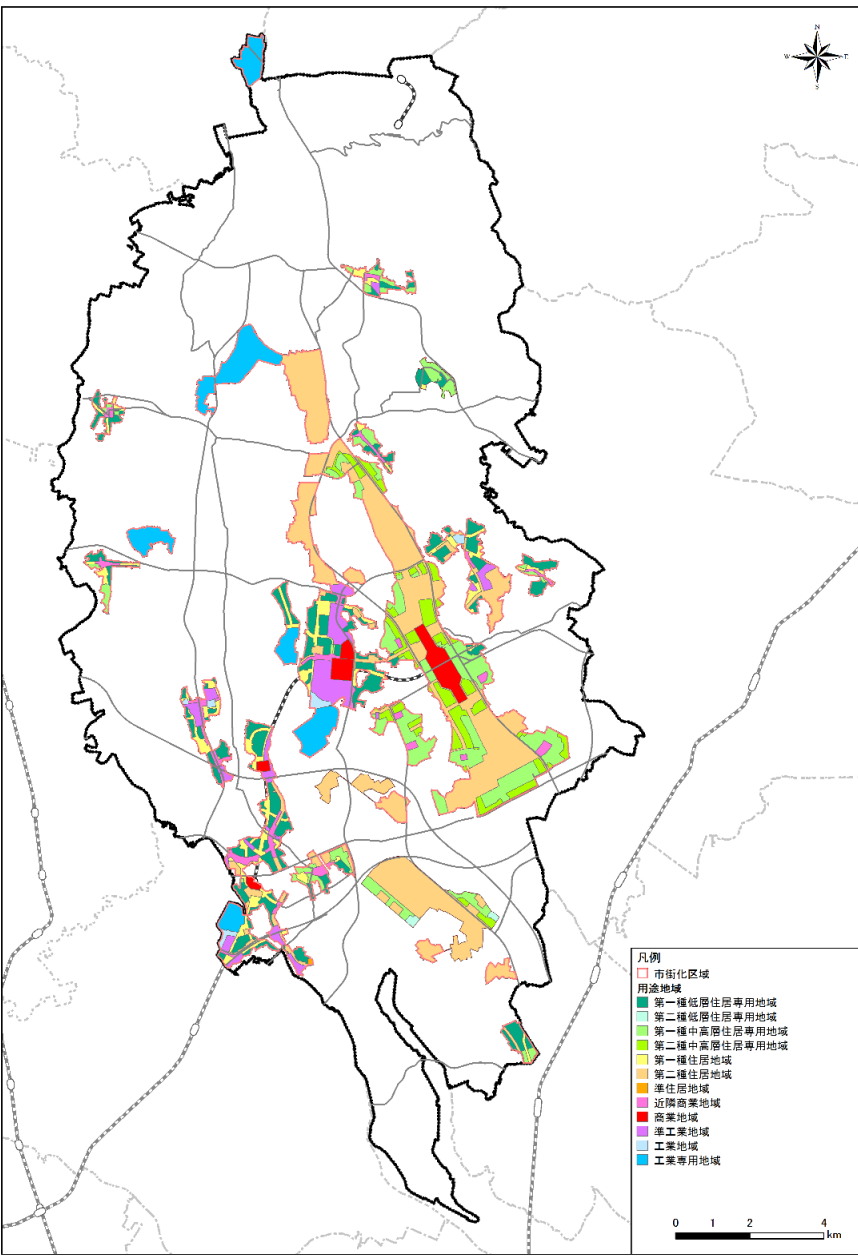 N
W
E
S
凡例
市街化区域
用途地域
第一種低層住居専用地域
第二種低層住居専用地域
第一種中高層住居専用地域
第二種中高層住居専用地域
第一種住居地域
第二種住居地域
準住居地域
近隣商業地域
商業地域
準工業地域
工業地域
工業専用地域
0 1 2 4
km